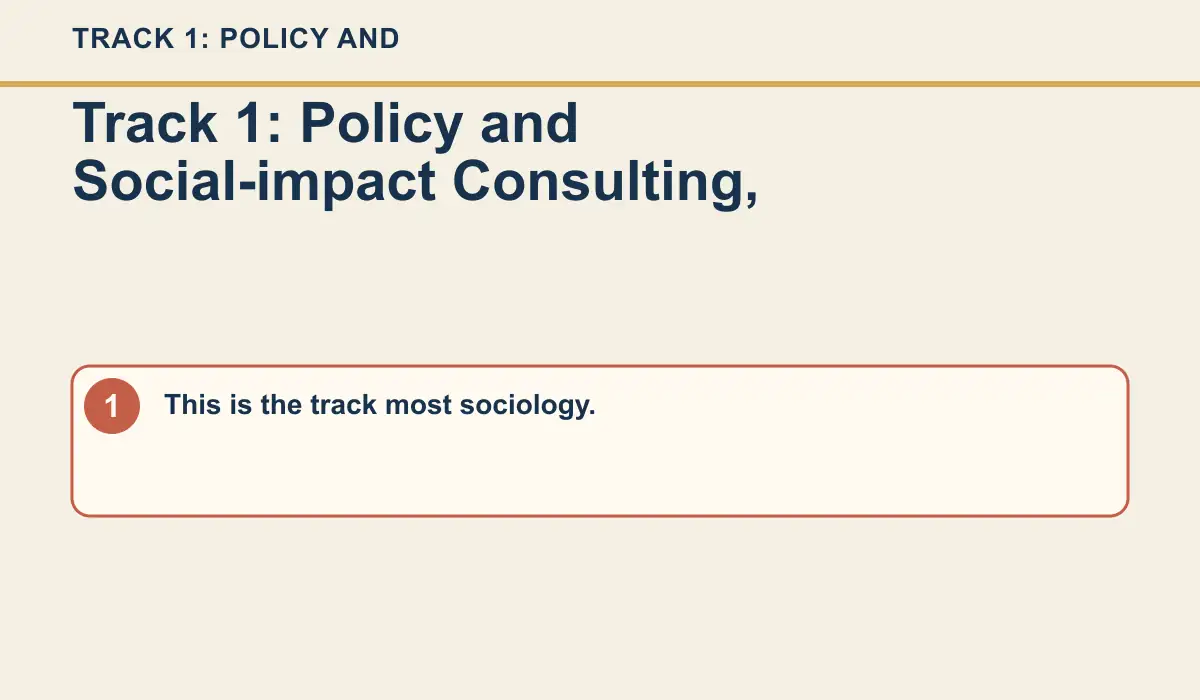 TRACK 1: POLICY AND
Track 1: Policy and
Social-impact Consulting,
1
This is the track most sociology.